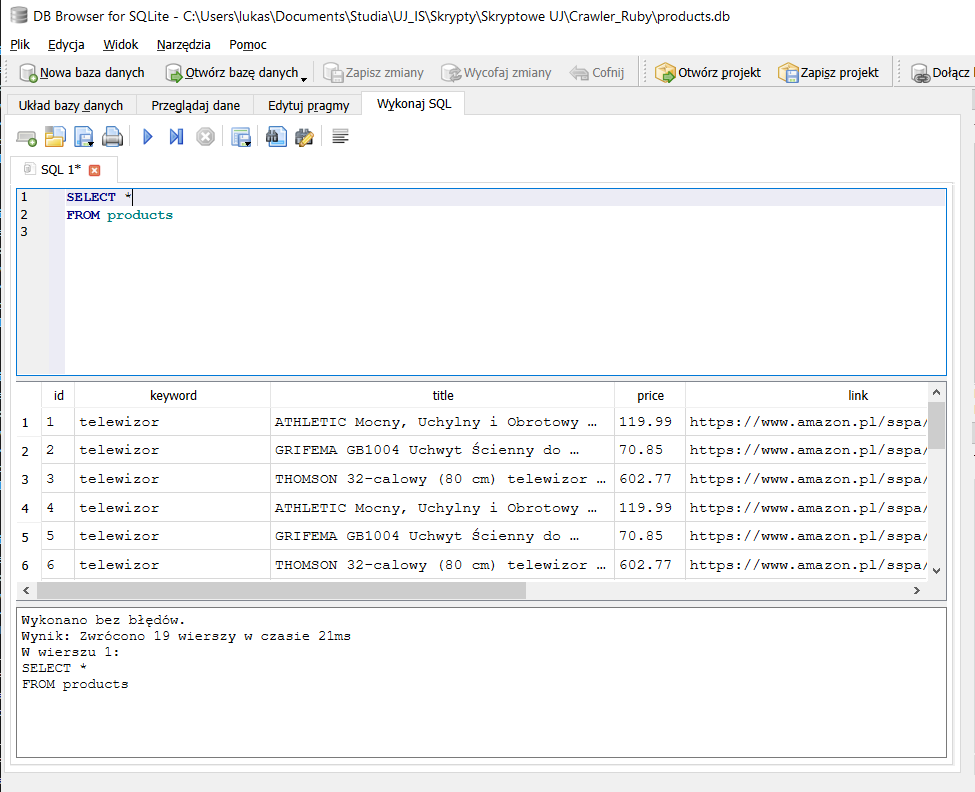 DB Browser for SQLite - C:\Users\lukas\Documents\Studia\UJ_IS\Skrypty\Skryptowe UJ\Crawler_Ruby\products.db
Plik Edycja Widok Narzędzia Pomoc
Nowa baza danych Otwórz bazę danych Zapisz zmiany Wycofaj zmiany Cofnij Otwórz projekt Zapisz projekt Dołącz
Układ bazy danych Przeglądaj dane Edytuj pragmy Wykonaj SQL
SQL 1*
1 SELECT *
2 FROM products
3
id keyword title price link
1 1 telewizor ATHLETIC Mocny, Uchylny i Obrotowy … 119.99 https://www.amazon.pl/sspa/
2 2 telewizor GRIFEMA GB1004 Uchwyt Ścienny do … 70.85 https://www.amazon.pl/sspa/
3 3 telewizor THOMSON 32-calowy (80 cm) telewizor … 602.77 https://www.amazon.pl/sspa/
4 4 telewizor ATHLETIC Mocny, Uchylny i Obrotowy … 119.99 https://www.amazon.pl/sspa/
5 5 telewizor GRIFEMA GB1004 Uchwyt Ścienny do … 70.85 https://www.amazon.pl/sspa/
6 6 telewizor THOMSON 32-calowy (80 cm) telewizor … 602.77 https://www.amazon.pl/sspa/
Wykonano bez błędów.
Wynik: Zwrócono 19 wierszy w czasie 21ms
W wierszu 1:
SELECT *
FROM products